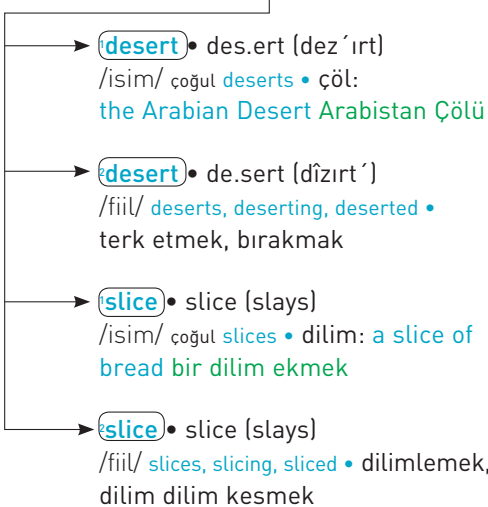 ¹desert • des.ert (dez´ırt)
/isim/ çoğul deserts • çöl:
the Arabian Desert Arabistan Çölü
²desert • de.sert (dîzırt´)
/fiil/ deserts, deserting, deserted •
terk etmek, bırakmak
¹slice • slice (slays)
/isim/ çoğul slices • dilim: a slice of
bread bir dilim ekmek
²slice • slice (slays)
/fiil/ slices, slicing, sliced • dilimlemek,
dilim dilim kesmek